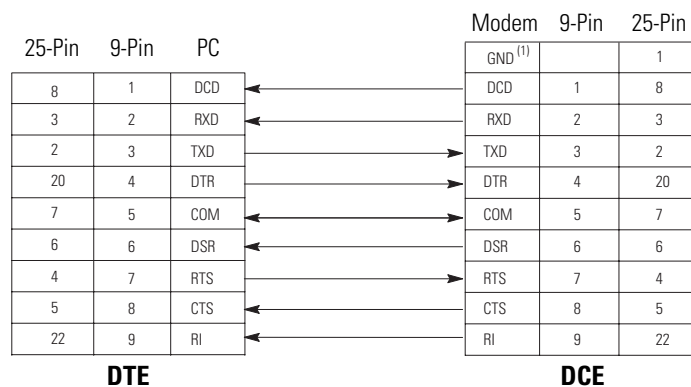 Modem 9-Pin 25-Pin
25-Pin 9-Pin PC
GND (1) 1
8 1 DCD DCD 1 8
3 2 RXD RXD 2 3
2 3 TXD TXD 3 2
20 4 DTR DTR 4 20
7 5 COM COM 5 7
6 6 DSR DSR 6 6
4 7 RTS RTS 7 4
5 8 CTS CTS 8 5
22 9 RI RI 9 22
DTE DCE